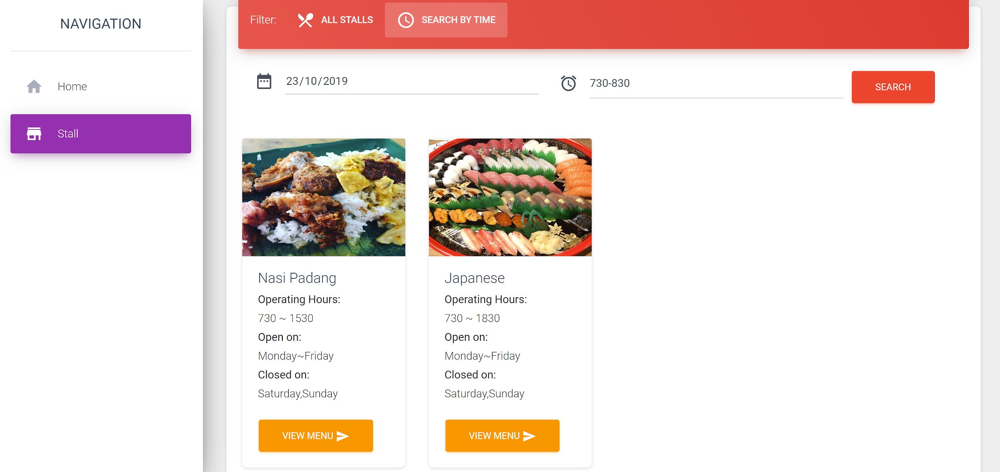 NAVIGATION
Home
Stall
Filter:
ALL STALLS
SEARCH BY TIME
23/10/2019
730-830
SEARCH
Nasi Padang
Operating Hours:
730 ~ 1530
Open on:
Monday~Friday
Closed on:
Saturday,Sunday
VIEW MENU
Japanese
Operating Hours:
730 ~ 1830
Open on:
Monday~Friday
Closed on:
Saturday,Sunday
VIEW MENU